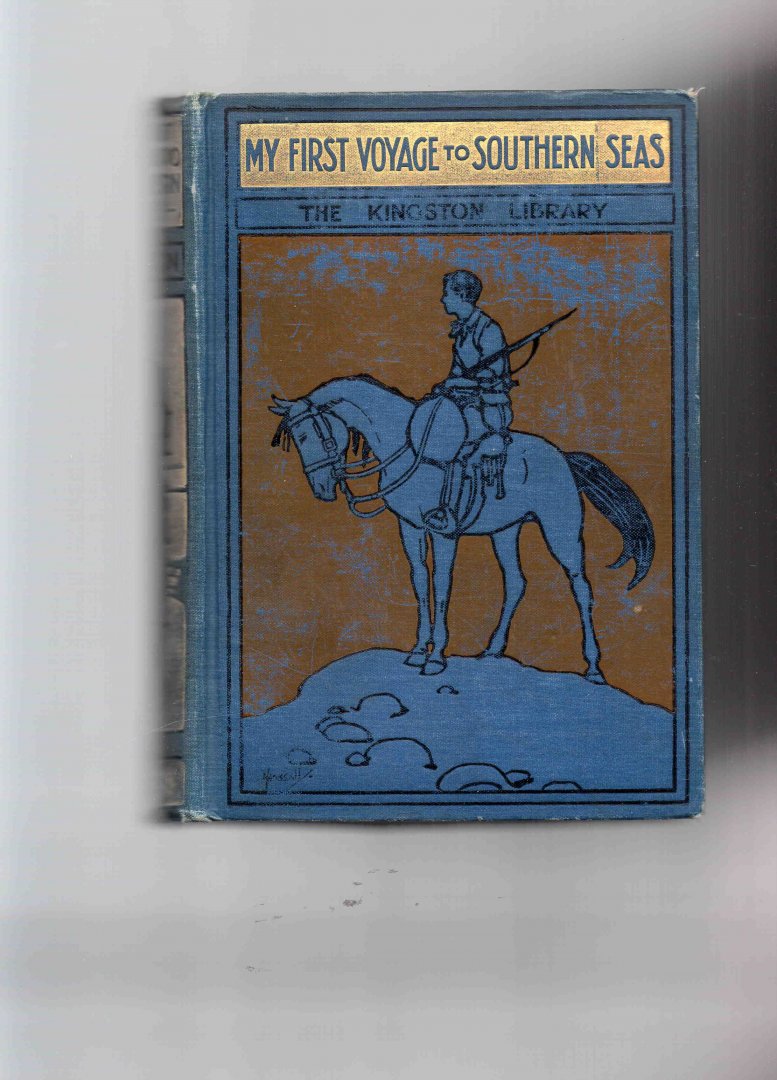 MY FIRST VOYAGE TO SOUTHERN SEAS
THE KINGSTON LIBRARY